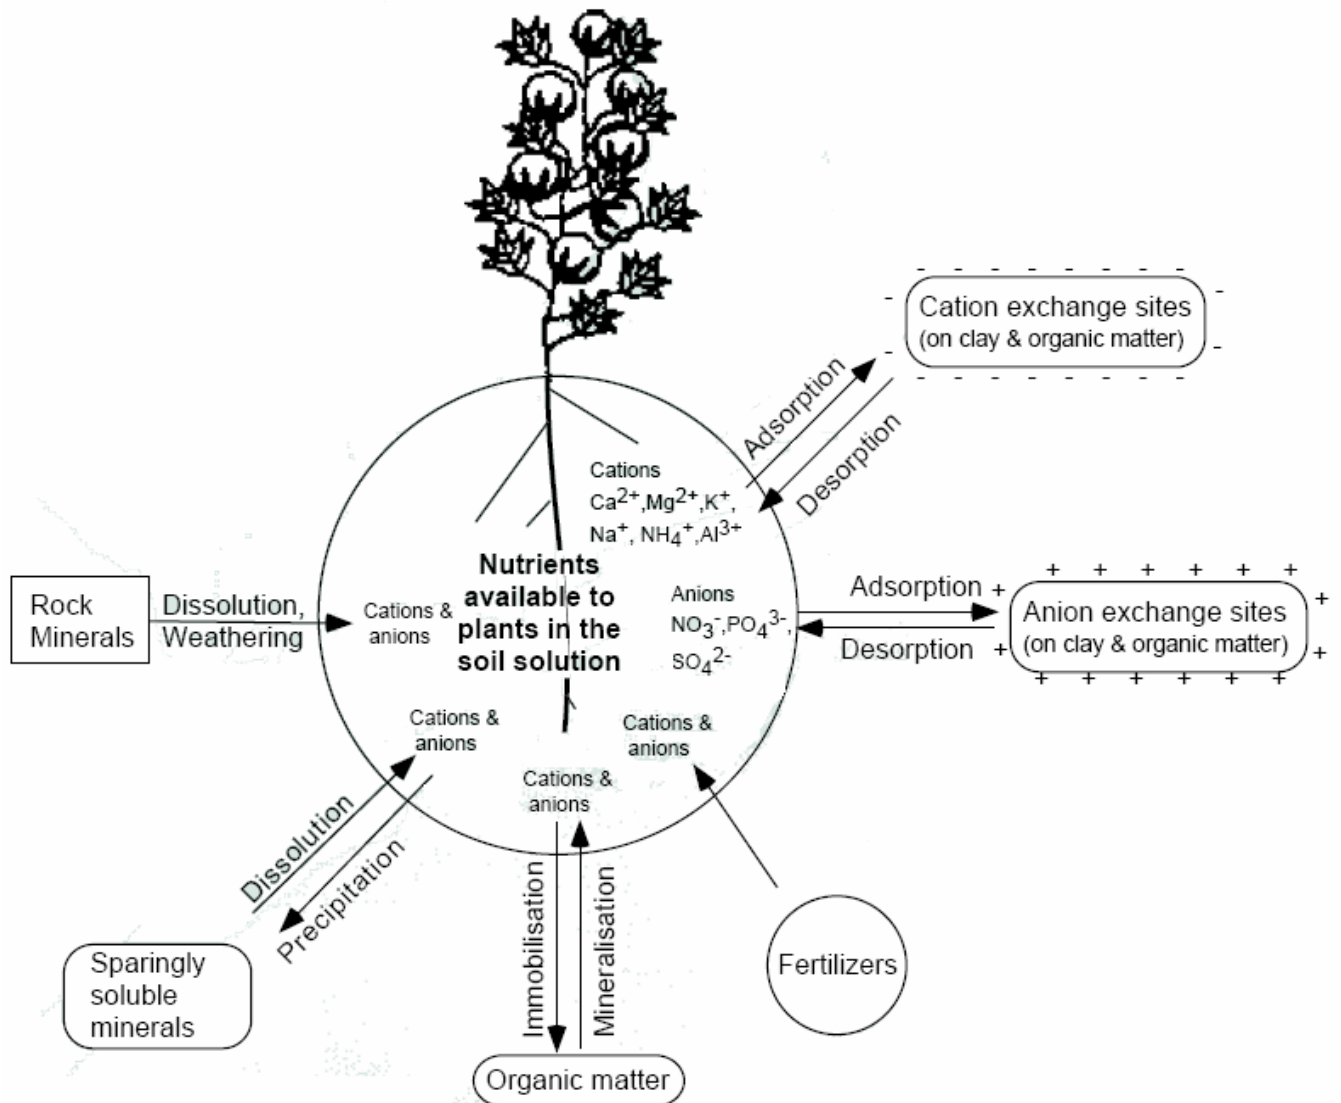 Cation exchange sites
(on clay & organic matter)
Adsorption
Desorption
Cations
Ca²⁺,Mg²⁺,K⁺,
Na⁺, NH₄⁺,Al³⁺
Nutrients
available to
plants in the
soil solution
Anions
NO₃⁻,PO₄³⁻,
SO₄²⁻
Adsorption
Desorption
Anion exchange sites
(on clay & organic matter)
Rock
Minerals
Dissolution,
Weathering
Cations &
anions
Cations &
anions
Cations &
anions
Cations &
anions
Dissolution
Precipitation
Sparingly
soluble
minerals
Immobilisation
Mineralisation
Organic matter
Fertilizers